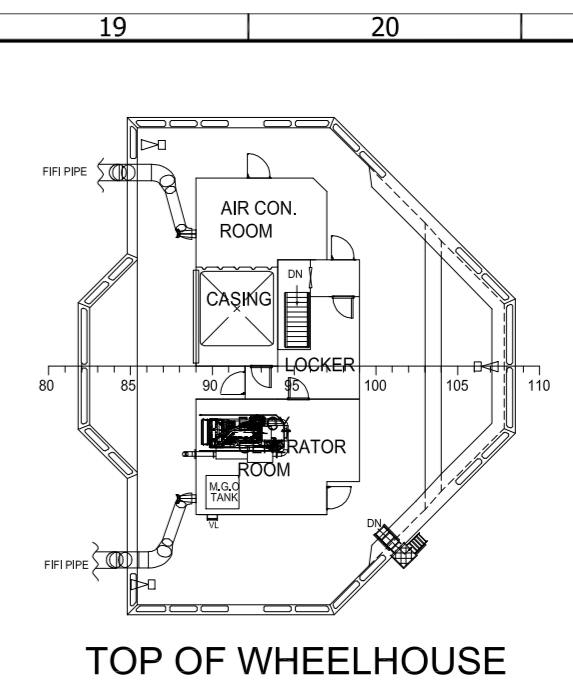 19
20
FIFI PIPE
AIR CON.
ROOM
DN
CASING
LOCKER
80
85
90
95
100
105
110
GENERATOR
ROOM
M.G.O
TANK
VL
DN
FIFI PIPE
TOP OF WHEELHOUSE